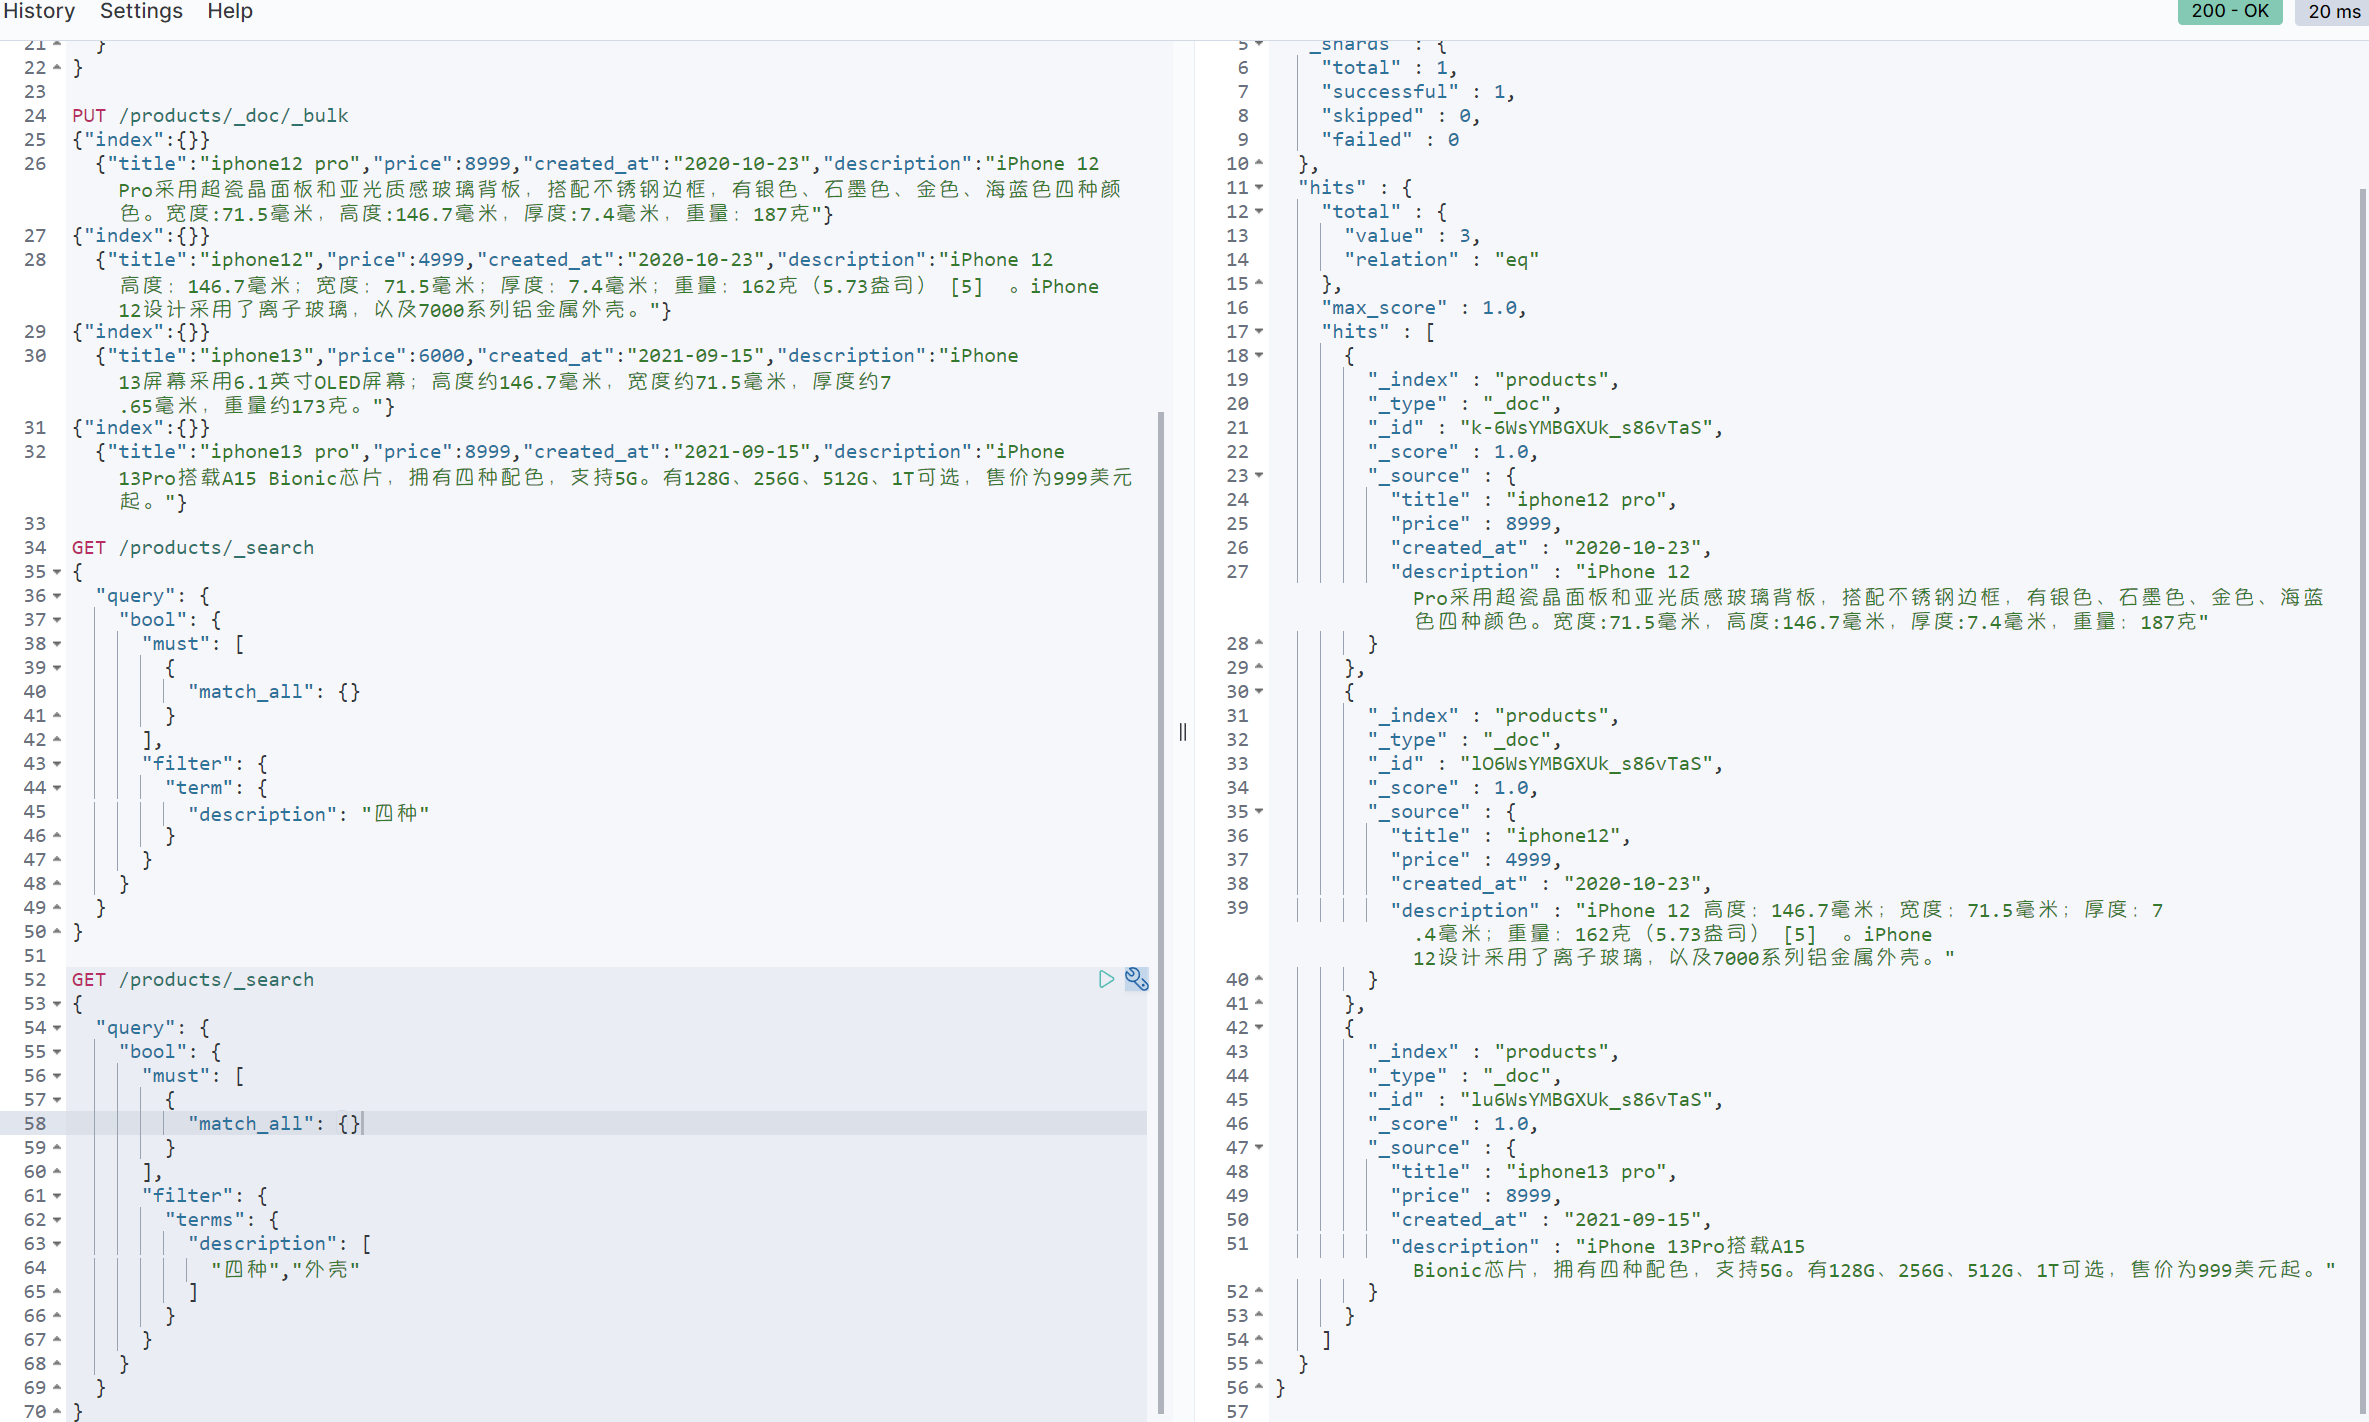 History Settings Help
200 - OK 20 ms
21 }
22 }
23
24 PUT /products/_doc/_bulk
25 {"index":{}}
26 {"title":"iphone12 pro","price":8999,"created_at":"2020-10-23","description":"iPhone 12
Pro采用超瓷晶面板和亚光质感玻璃背板，搭配不锈钢边框，有银色、石墨色、金色、海蓝色四种颜
色。宽度:71.5毫米，高度:146.7毫米，厚度:7.4毫米，重量：187克"}
27 {"index":{}}
28 {"title":"iphone12","price":4999,"created_at":"2020-10-23","description":"iPhone 12
高度：146.7毫米；宽度：71.5毫米；厚度：7.4毫米；重量：162克（5.73盎司） [5]  。iPhone
12设计采用了离子玻璃，以及7000系列铝金属外壳。"}
29 {"index":{}}
30 {"title":"iphone13","price":6000,"created_at":"2021-09-15","description":"iPhone
13屏幕采用6.1英寸OLED屏幕；高度约146.7毫米，宽度约71.5毫米，厚度约7
.65毫米，重量约173克。"}
31 {"index":{}}
32 {"title":"iphone13 pro","price":8999,"created_at":"2021-09-15","description":"iPhone
13Pro搭载A15 Bionic芯片，拥有四种配色，支持5G。有128G、256G、512G、1T可选，售价为999美元
起。"}
33
34 GET /products/_search
35 {
36 "query": {
37 "bool": {
38 "must": [
39 {
40 "match_all": {}
41 }
42 ],
43 "filter": {
44 "term": {
45 "description": "四种"
46 }
47 }
48 }
49 }
50 }
51
52 GET /products/_search
53 {
54 "query": {
55 "bool": {
56 "must": [
57 {
58 "match_all": {}
59 }
60 ],
61 "filter": {
62 "terms": {
63 "description": [
64 "四种","外壳"
65 ]
66 }
67 }
68 }
69 }
70 }
5 "_shards" : {
6 "total" : 1,
7 "successful" : 1,
8 "skipped" : 0,
9 "failed" : 0
10 },
11 "hits" : {
12 "total" : {
13 "value" : 3,
14 "relation" : "eq"
15 },
16 "max_score" : 1.0,
17 "hits" : [
18 {
19 "_index" : "products",
20 "_type" : "_doc",
21 "_id" : "k-6WsYMBGXUk_s86vTaS",
22 "_score" : 1.0,
23 "_source" : {
24 "title" : "iphone12 pro",
25 "price" : 8999,
26 "created_at" : "2020-10-23",
27 "description" : "iPhone 12
Pro采用超瓷晶面板和亚光质感玻璃背板，搭配不锈钢边框，有银色、石墨色、金色、海蓝
色四种颜色。宽度:71.5毫米，高度:146.7毫米，厚度:7.4毫米，重量：187克"
28 }
29 },
30 {
31 "_index" : "products",
32 "_type" : "_doc",
33 "_id" : "lO6WsYMBGXUk_s86vTaS",
34 "_score" : 1.0,
35 "_source" : {
36 "title" : "iphone12",
37 "price" : 4999,
38 "created_at" : "2020-10-23",
39 "description" : "iPhone 12 高度：146.7毫米；宽度：71.5毫米；厚度：7
.4毫米；重量：162克（5.73盎司） [5]  。iPhone
12设计采用了离子玻璃，以及7000系列铝金属外壳。"
40 }
41 },
42 {
43 "_index" : "products",
44 "_type" : "_doc",
45 "_id" : "lu6WsYMBGXUk_s86vTaS",
46 "_score" : 1.0,
47 "_source" : {
48 "title" : "iphone13 pro",
49 "price" : 8999,
50 "created_at" : "2021-09-15",
51 "description" : "iPhone 13Pro搭载A15
Bionic芯片，拥有四种配色，支持5G。有128G、256G、512G、1T可选，售价为999美元起。"
52 }
53 }
54 ]
55 }
56 }
57